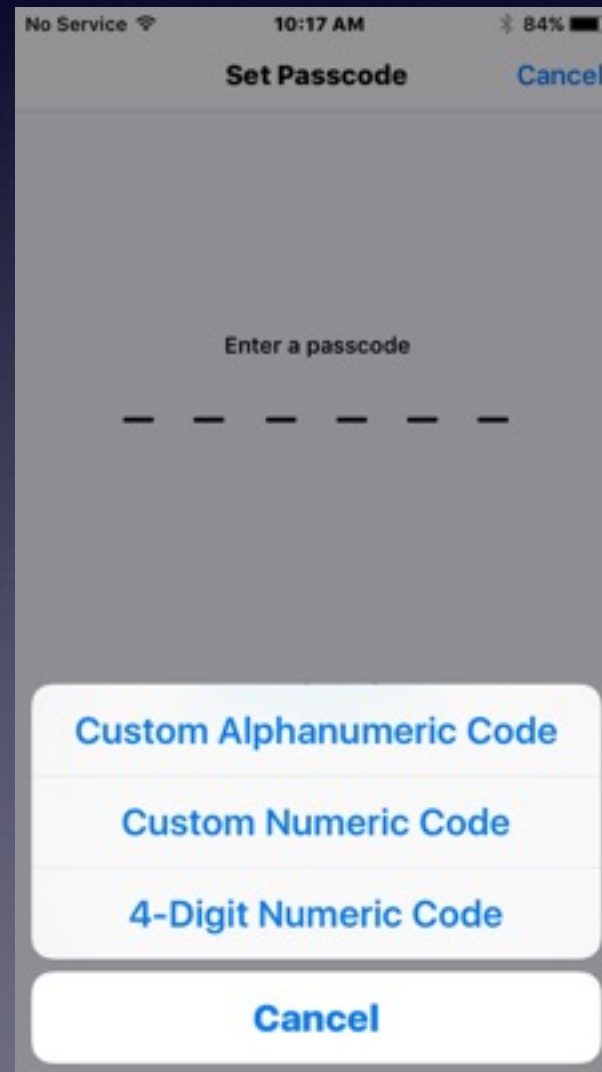 No Service 10:17 AM 84%
Set Passcode Cancel
Enter a passcode
Custom Alphanumeric Code
Custom Numeric Code
4-Digit Numeric Code
Cancel